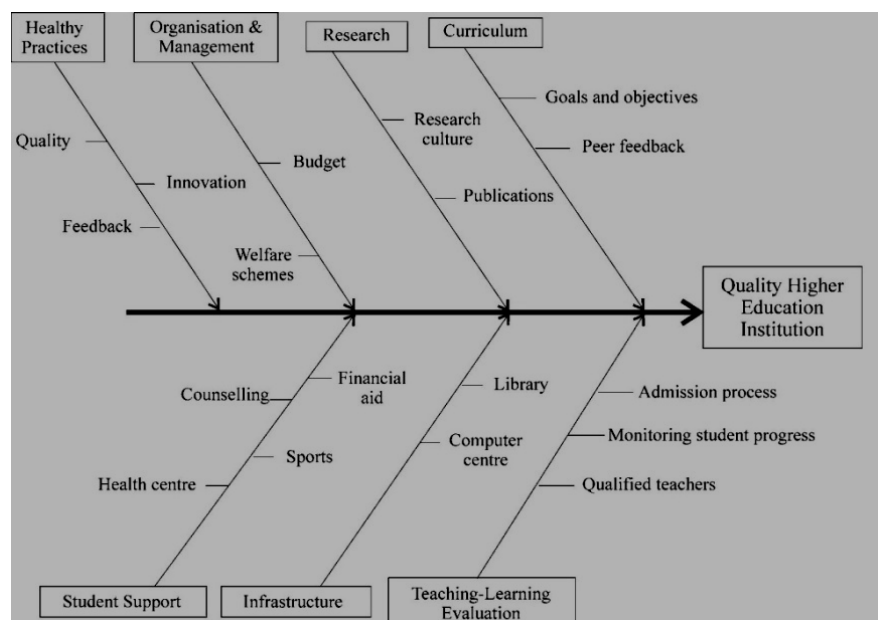 Healthy
Practices
Organisation &
Management
Research
Curriculum
Quality
Innovation
Feedback
Budget
Welfare
schemes
Research
culture
Publications
Goals and objectives
Peer feedback
Quality Higher
Education
Institution
Counselling
Financial
aid
Sports
Health centre
Library
Computer
centre
Admission process
Monitoring student progress
Qualified teachers
Student Support
Infrastructure
Teaching-Learning
Evaluation